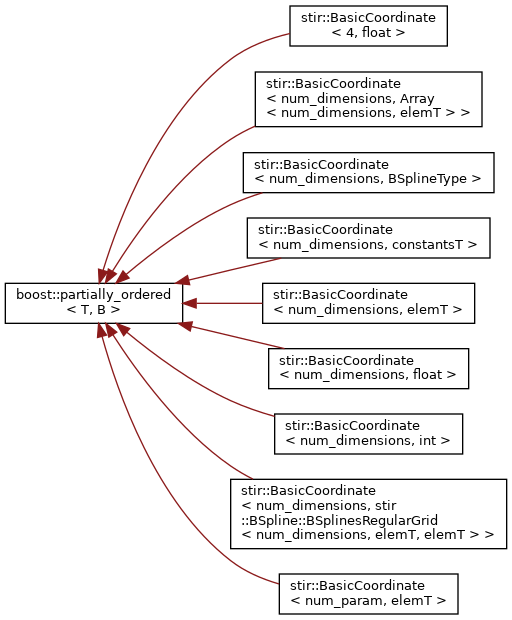 stir::BasicCoordinate
< 4, float >
stir::BasicCoordinate
< num_dimensions, Array
< num_dimensions, elemT > >
stir::BasicCoordinate
< num_dimensions, BSplineType >
stir::BasicCoordinate
< num_dimensions, constantsT >
boost::partially_ordered
< T, B >
stir::BasicCoordinate
< num_dimensions, elemT >
stir::BasicCoordinate
< num_dimensions, float >
stir::BasicCoordinate
< num_dimensions, int >
stir::BasicCoordinate
< num_dimensions, stir
::BSpline::BSplinesRegularGrid
< num_dimensions, elemT, elemT > >
stir::BasicCoordinate
< num_param, elemT >